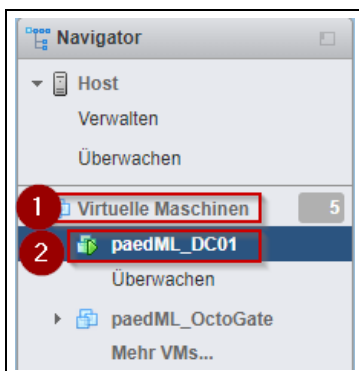 Navigator
Host
Verwalten
Überwachen
1 Virtuelle Maschinen 5
2 paedML_DC01
Überwachen
paedML_OctoGate
Mehr VMs...